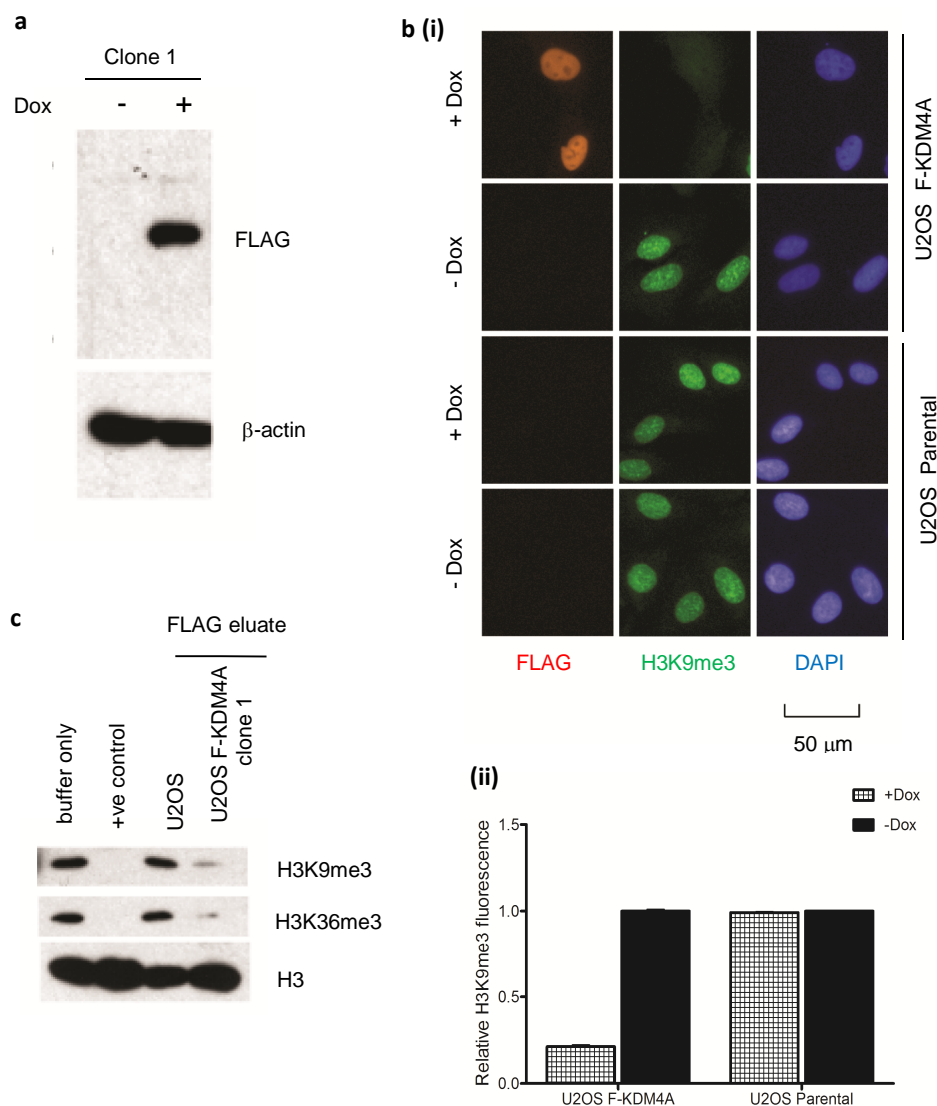 a
Clone 1
Dox - +
FLAG
β-actin
b (i)
+ Dox
- Dox
+ Dox
- Dox
U2OS F-KDM4A
U2OS Parental
FLAG H3K9me3 DAPI
50 μm
c
FLAG eluate
buffer only
+ve control
U2OS
U2OS F-KDM4A
clone 1
H3K9me3
H3K36me3
H3
(ii)
+Dox
-Dox
Relative H3K9me3 fluorescence
1.5
1.0
0.5
0.0
U2OS F-KDM4A U2OS Parental